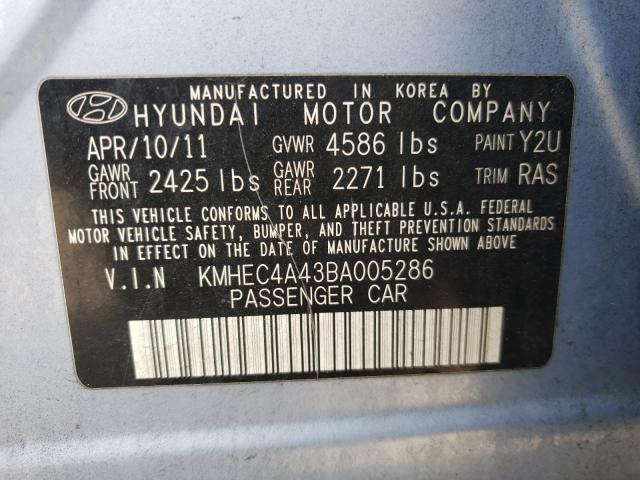 MANUFACTURED IN KOREA BY
HYUNDAI MOTOR COMPANY
APR/10/11 GVWR 4586 lbs PAINT Y2U
GAWR FRONT 2425 lbs GAWR REAR 2271 lbs TRIM RAS
THIS VEHICLE CONFORMS TO ALL APPLICABLE U.S.A. FEDERAL
MOTOR VEHICLE SAFETY, BUMPER, AND THEFT PREVENTION STANDARDS
IN EFFECT ON THE DATE OF MANUFACTURE SHOWN ABOVE
V.I.N KMHEC4A43BA005286
PASSENGER CAR